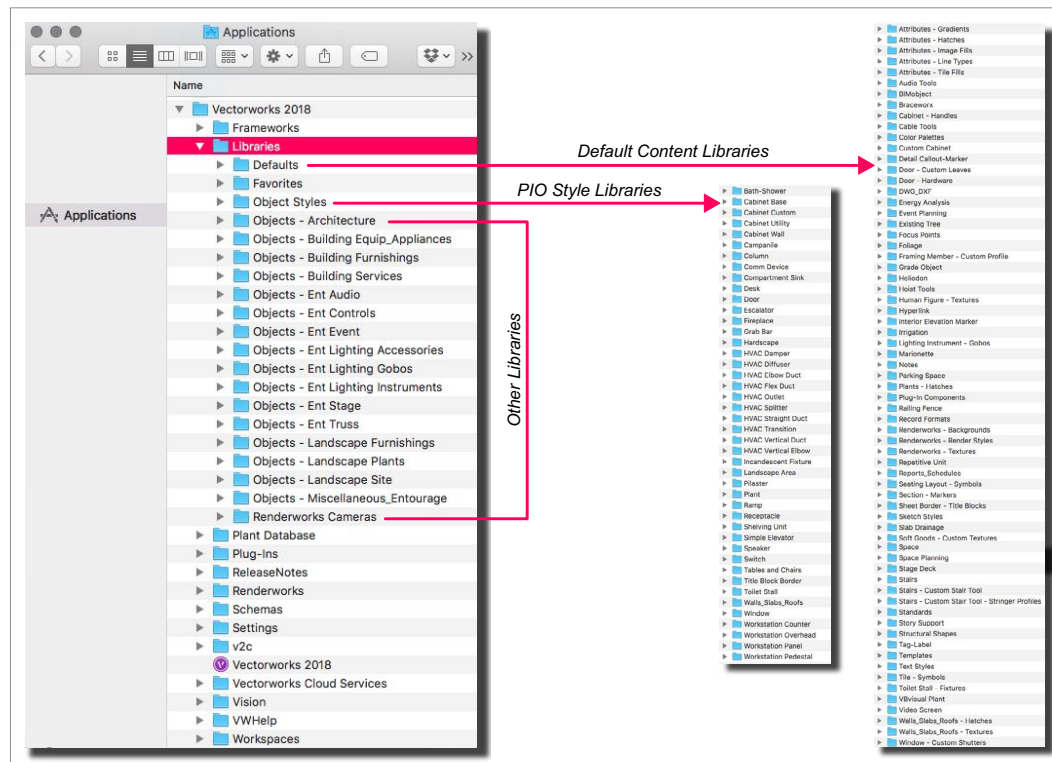 Applications
Name
Vectorworks 2018
Frameworks
Libraries
Defaults
Favorites
Object Styles
Objects - Architecture
Objects - Building Equip_Appliances
Objects - Building Furnishings
Objects - Building Services
Objects - Ent Audio
Objects - Ent Controls
Objects - Ent Event
Objects - Ent Lighting Accessories
Objects - Ent Lighting Gobos
Objects - Ent Lighting Instruments
Objects - Ent Stage
Objects - Ent Truss
Objects - Landscape Furnishings
Objects - Landscape Plants
Objects - Landscape Site
Objects - Miscellaneous_Entourage
Renderworks Cameras
Plant Database
Plug-Ins
ReleaseNotes
Renderworks
Schemas
Settings
v2c
Vectorworks 2018
Vectorworks Cloud Services
Vision
VWHelp
Workspaces
Applications
Default Content Libraries
PIO Style Libraries
Other Libraries
Bath-Shower
Cabinet Base
Cabinet Custom
Cabinet Utility
Cabinet Wall
Campanile
Column
Comm Device
Compartment Sink
Desk
Door
Escalator
Fireplace
Grab Bar
Hardscape
HVAC Damper
HVAC Diffuser
HVAC Elbow Duct
HVAC Flex Duct
HVAC Outlet
HVAC Splitter
HVAC Straight Duct
HVAC Transition
HVAC Vertical Duct
HVAC Vertical Elbow
Incandescent Fixture
Landscape Area
Pilaster
Plant
Ramp
Receptacle
Shelving Unit
Simple Elevator
Speaker
Switch
Tables and Chairs
Title Block Border
Toilet Stall
Walls_Slabs_Roofs
Window
Workstation Counter
Workstation Overhead
Workstation Panel
Workstation Pedestal
Attributes - Gradients
Attributes - Hatches
Attributes - Image Fills
Attributes - Line Types
Attributes - Tile Fills
Audio Tools
BIMobject
Braceworx
Cabinet - Handles
Cable Tools
Color Palettes
Custom Cabinet
Detail Callout-Marker
Door - Custom Leaves
Door - Hardware
DWG_DXF
Energy Analysis
Event Planning
Existing Tree
Focus Points
Foliage
Framing Member - Custom Profile
Grade Object
Heliodon
Hoist Tools
Human Figure - Textures
Hyperlink
Interior Elevation Marker
Irrigation
Lighting Instrument - Gobos
Marionette
Notes
Parking Space
Plants - Hatches
Plug-In Components
Railing Fence
Record Formats
Renderworks - Backgrounds
Renderworks - Render Styles
Renderworks - Textures
Repetitive Unit
Reports_Schedules
Seating Layout - Symbols
Section - Markers
Sheet Border - Title Blocks
Sketch Styles
Slab Drainage
Soft Goods - Custom Textures
Space
Space Planning
Stage Deck
Stairs
Stairs - Custom Stair Tool
Stairs - Custom Stair Tool - Stringer Profiles
Standards
Story Support
Structural Shapes
Tag-Label
Templates
Text Styles
Tile - Symbols
Toilet Stall - Fixtures
VBvisual Plant
Video Screen
Walls_Slabs_Roofs - Hatches
Walls_Slabs_Roofs - Textures
Window - Custom Shutters